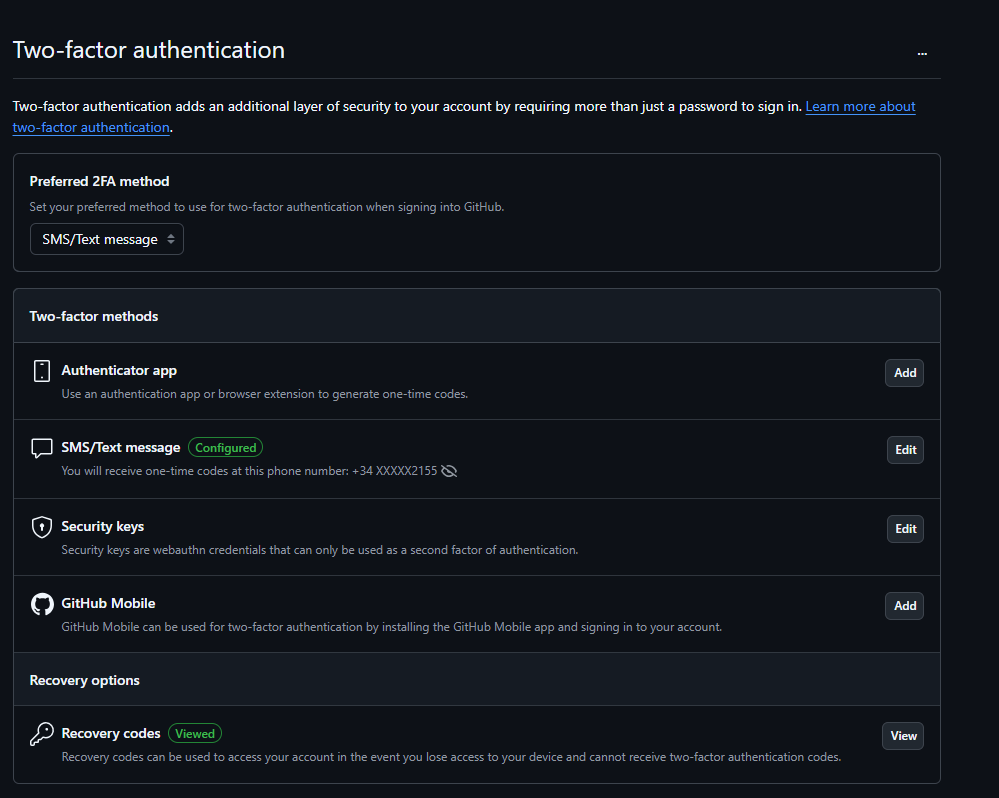 Two-factor authentication
...
Two-factor authentication adds an additional layer of security to your account by requiring more than just a password to sign in. Learn more about
two-factor authentication.
Preferred 2FA method
Set your preferred method to use for two-factor authentication when signing into GitHub.
SMS/Text message
Two-factor methods
Authenticator app
Add
Use an authentication app or browser extension to generate one-time codes.
SMS/Text message Configured
Edit
You will receive one-time codes at this phone number: +34 XXXXX2155
Security keys
Edit
Security keys are webauthn credentials that can only be used as a second factor of authentication.
GitHub Mobile
Add
GitHub Mobile can be used for two-factor authentication by installing the GitHub Mobile app and signing in to your account.
Recovery options
Recovery codes Viewed
View
Recovery codes can be used to access your account in the event you lose access to your device and cannot receive two-factor authentication codes.